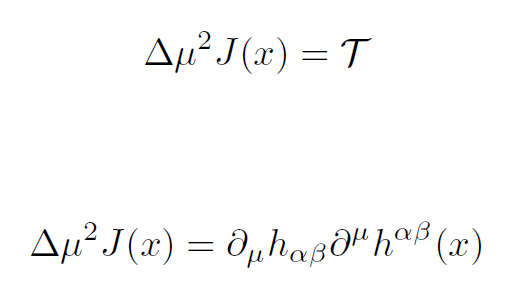 Δμ²J(x) = 𝒯
Δμ²J(x) = ∂_μ h_{αβ} ∂^μ h^{αβ}(x)